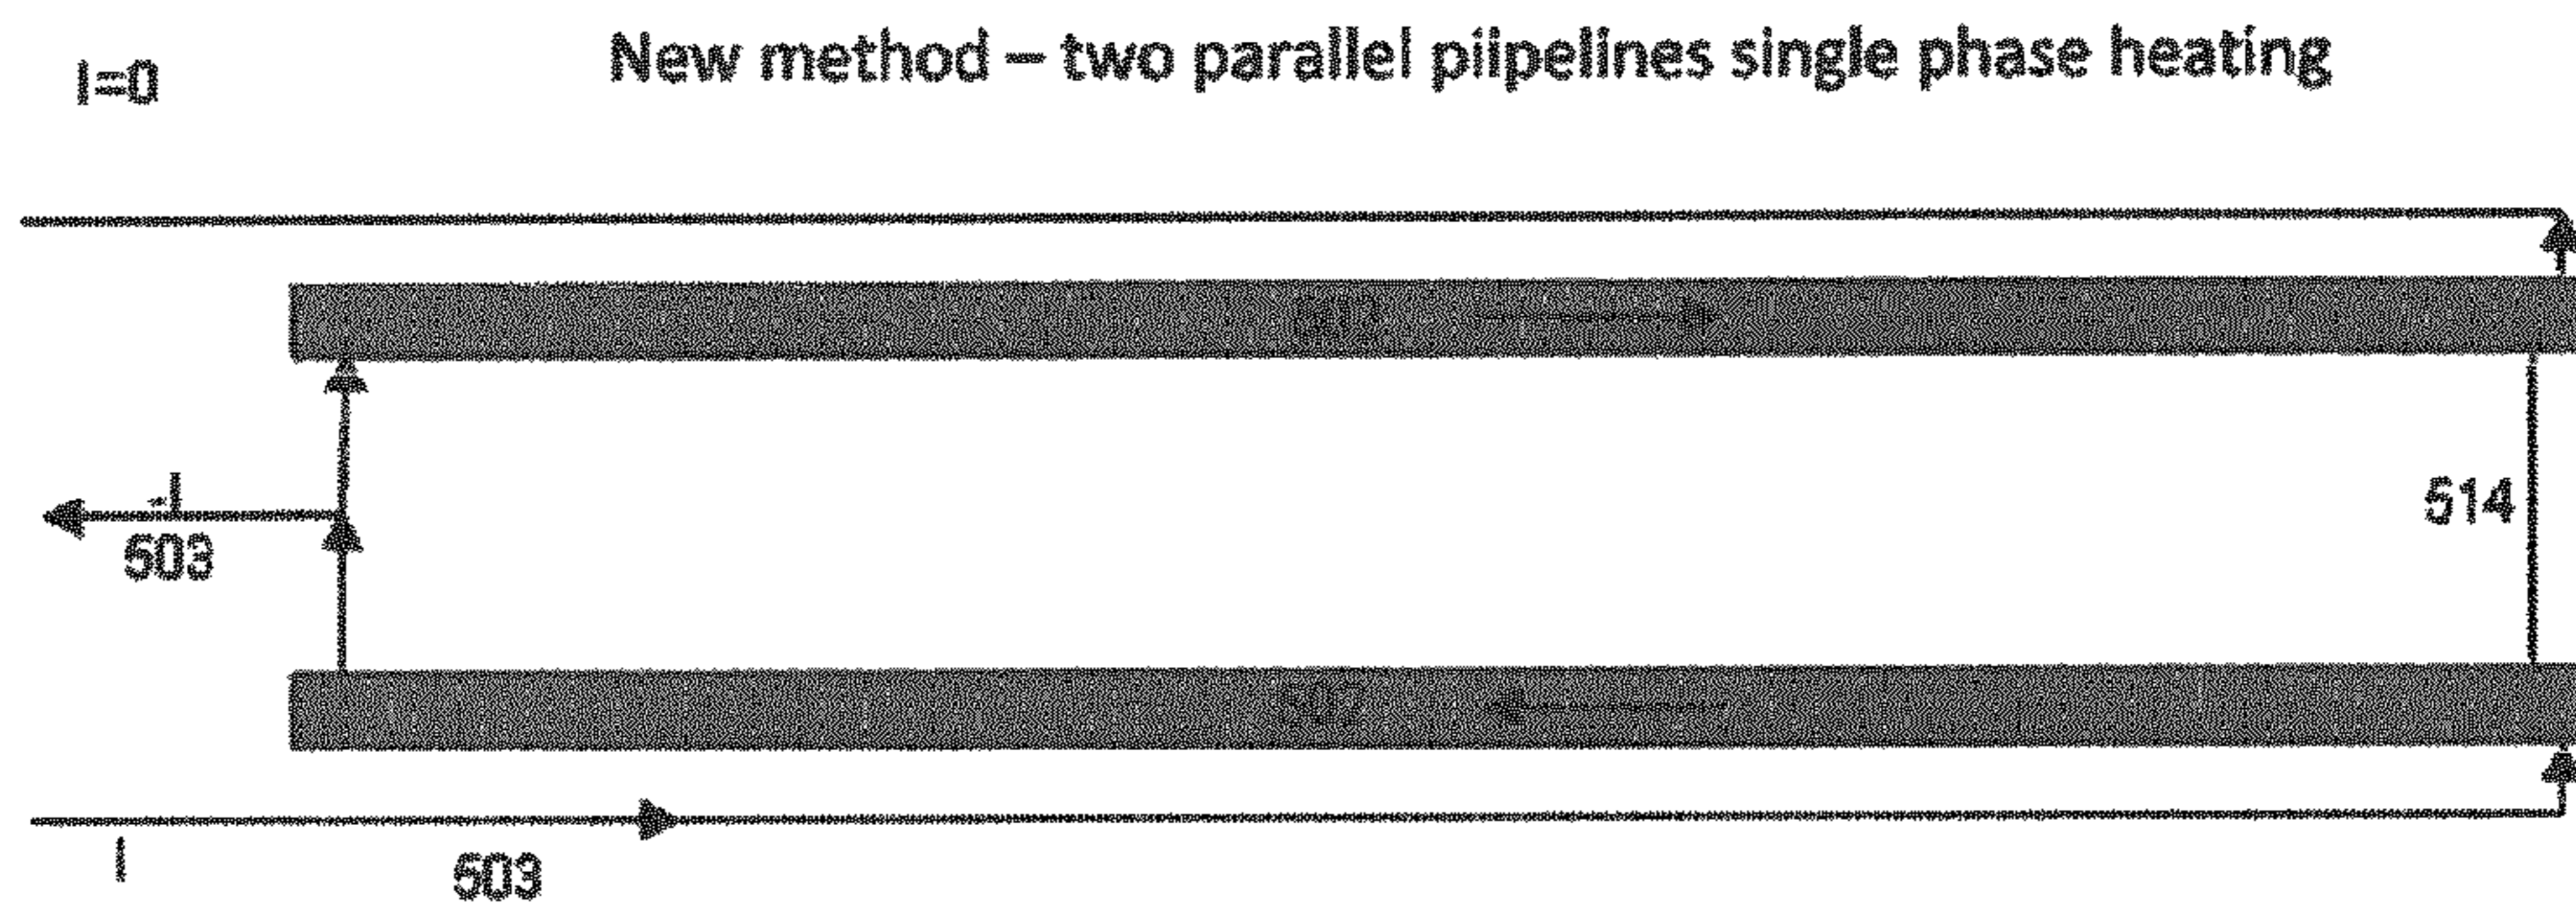 New method – two parallel piipelines single phase heating
I=0
I
503
514
I
503